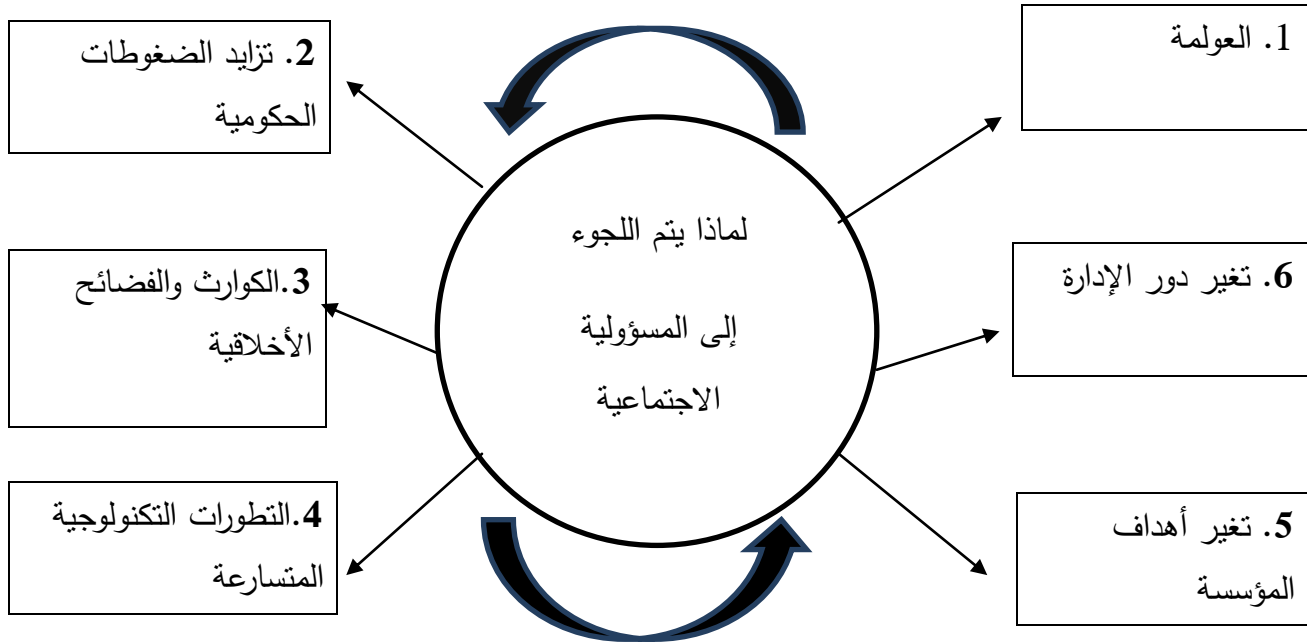 1. العولمة
2. تزايد الضغوطات
الحكومية
لماذا يتم اللجوء
إلى المسؤولية
الاجتماعية
6. تغير دور الإدارة
3.الكوارث والفضائح
الأخلاقية
5. تغير أهداف
المؤسسة
4.التطورات التكنولوجية
المتسارعة